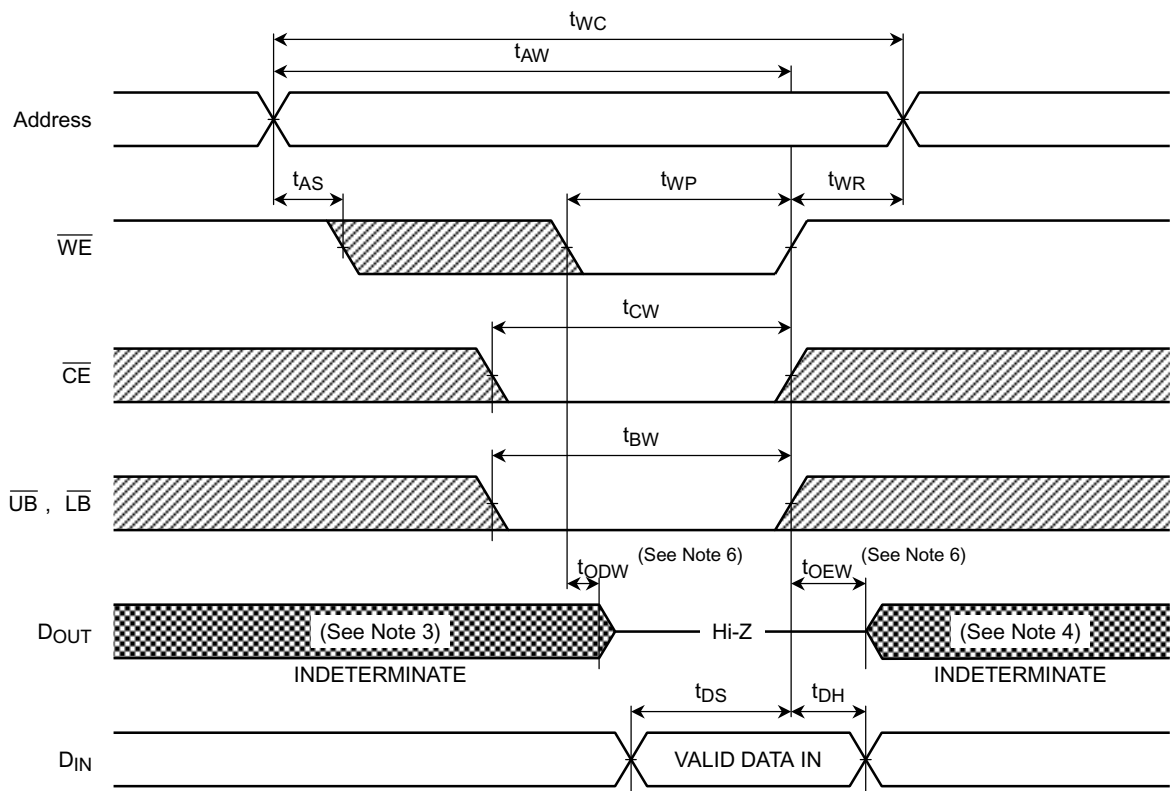 tWC
tAW
Address
tAS
tWP
tWR
WE
tCW
CE
tBW
UB , LB
tODW
(See Note 6)
tOEW
(See Note 6)
DOUT
(See Note 3)
Hi-Z
(See Note 4)
INDETERMINATE
INDETERMINATE
tDS
tDH
DIN
VALID DATA IN